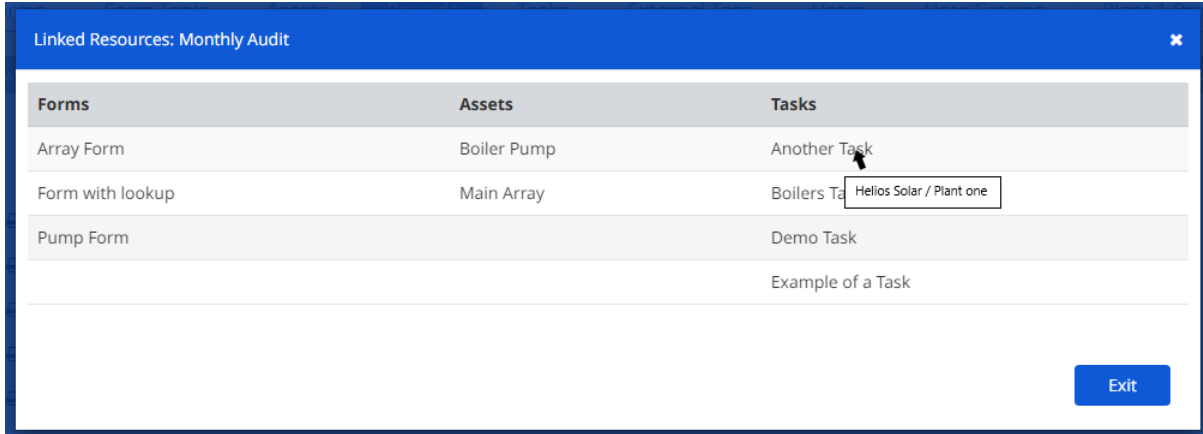 Linked Resources: Monthly Audit
Forms Assets Tasks
Array Form Boiler Pump Another Task
Form with lookup Main Array Boilers
Helios Solar / Plant one
Pump Form Demo Task
Example of a Task
Exit